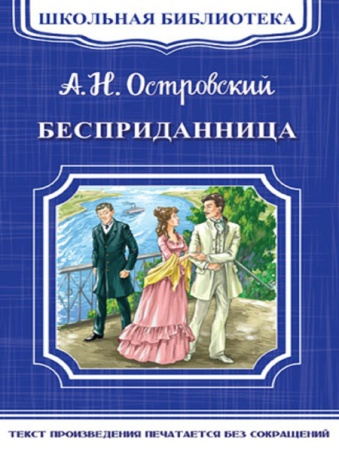 ШКОЛЬНАЯ БИБЛИОТЕКА
А.Н. Островский
БЕСПРИДАННИЦА
ТЕКСТ ПРОИЗВЕДЕНИЯ ПЕЧАТАЕТСЯ БЕЗ СОКРАЩЕНИЙ